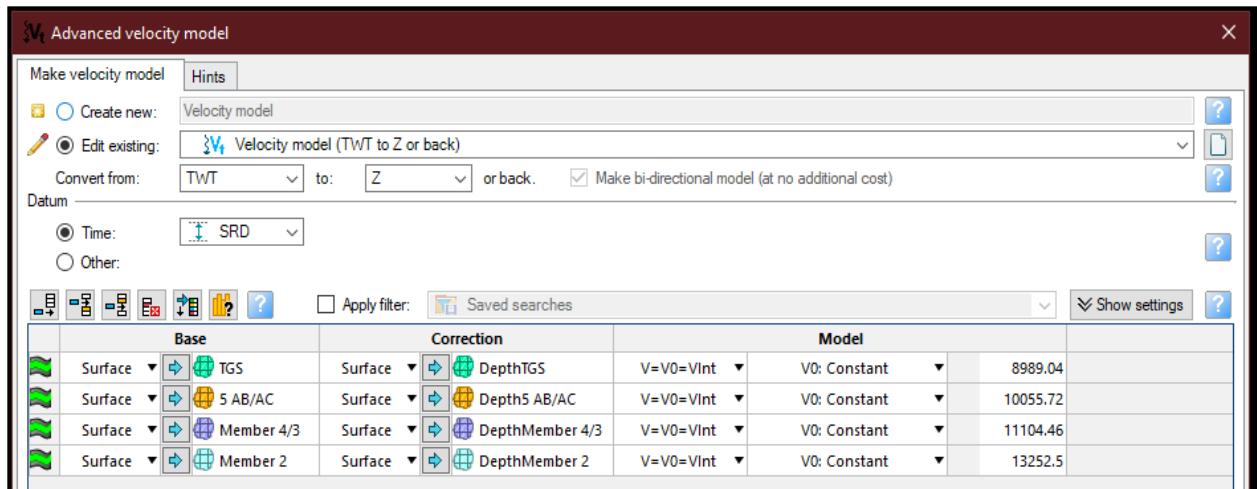 Advanced velocity model
Make velocity model Hints
Create new: Velocity model
Edit existing: Velocity model (TWT to Z or back)
Convert from: TWT to: Z or back. Make bi-directional model (at no additional cost)
Datum
Time: SRD
Other:
Apply filter: Saved searches Show settings
Base Correction Model
Surface TGS Surface DepthTGS V=V0=VInt V0: Constant 8989.04
Surface 5 AB/AC Surface Depth5 AB/AC V=V0=VInt V0: Constant 10055.72
Surface Member 4/3 Surface DepthMember 4/3 V=V0=VInt V0: Constant 11104.46
Surface Member 2 Surface DepthMember 2 V=V0=VInt V0: Constant 13252.5